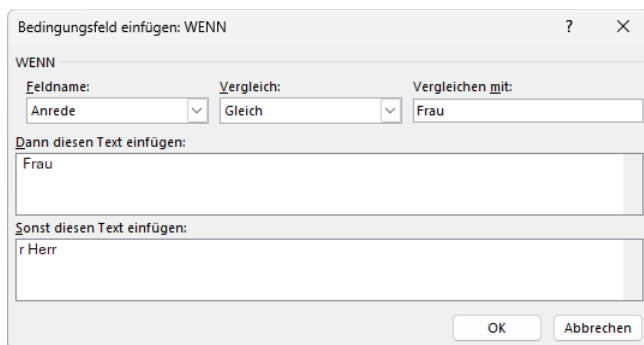 Bedingungsfeld einfügen: WENN ? ×
WENN
Feldname: Vergleich: Vergleichen mit:
Anrede Gleich Frau
Dann diesen Text einfügen:
Frau
Sonst diesen Text einfügen:
r Herr
OK Abbrechen